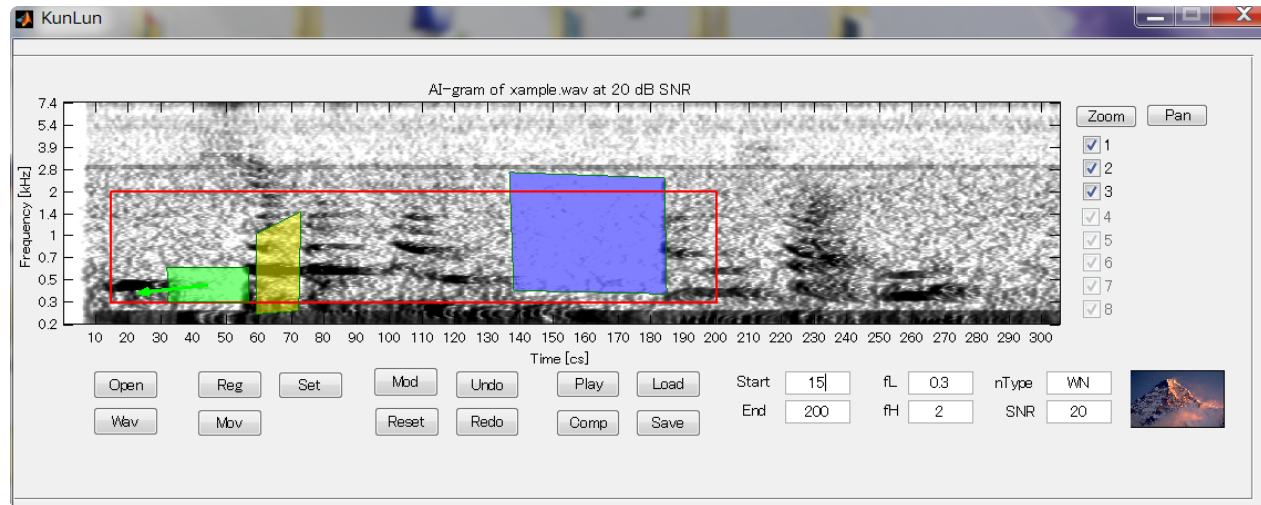 KunLun
AI-gram of xample.wav at 20 dB SNR
7.4
5.4
3.9
2.8
2
1.4
1
0.7
0.5
0.3
0.2
Frequency [kHz]
10 20 30 40 50 60 70 80 90 100 110 120 130 140 150 160 170 180 190 200 210 220 230 240 250 260 270 280 290 300
Time [cs]
Zoom Pan
1
2
3
4
5
6
7
8
Open Reg Set Mod Undo Play Load Start 15 fL 0.3 nType WN
Wav Mov Reset Redo Comp Save End 200 fH 2 SNR 20